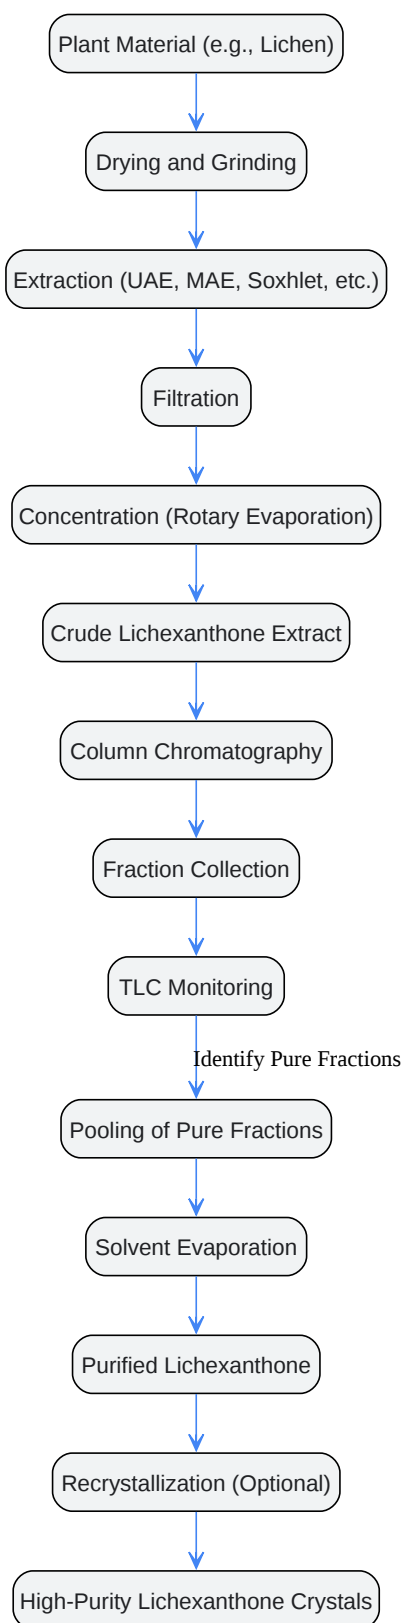 Plant Material (e.g., Lichen)
Drying and Grinding
Extraction (UAE, MAE, Soxhlet, etc.)
Filtration
Concentration (Rotary Evaporation)
Crude Lichexanthone Extract
Column Chromatography
Fraction Collection
TLC Monitoring
Identify Pure Fractions
Pooling of Pure Fractions
Solvent Evaporation
Purified Lichexanthone
Recrystallization (Optional)
High-Purity Lichexanthone Crystals